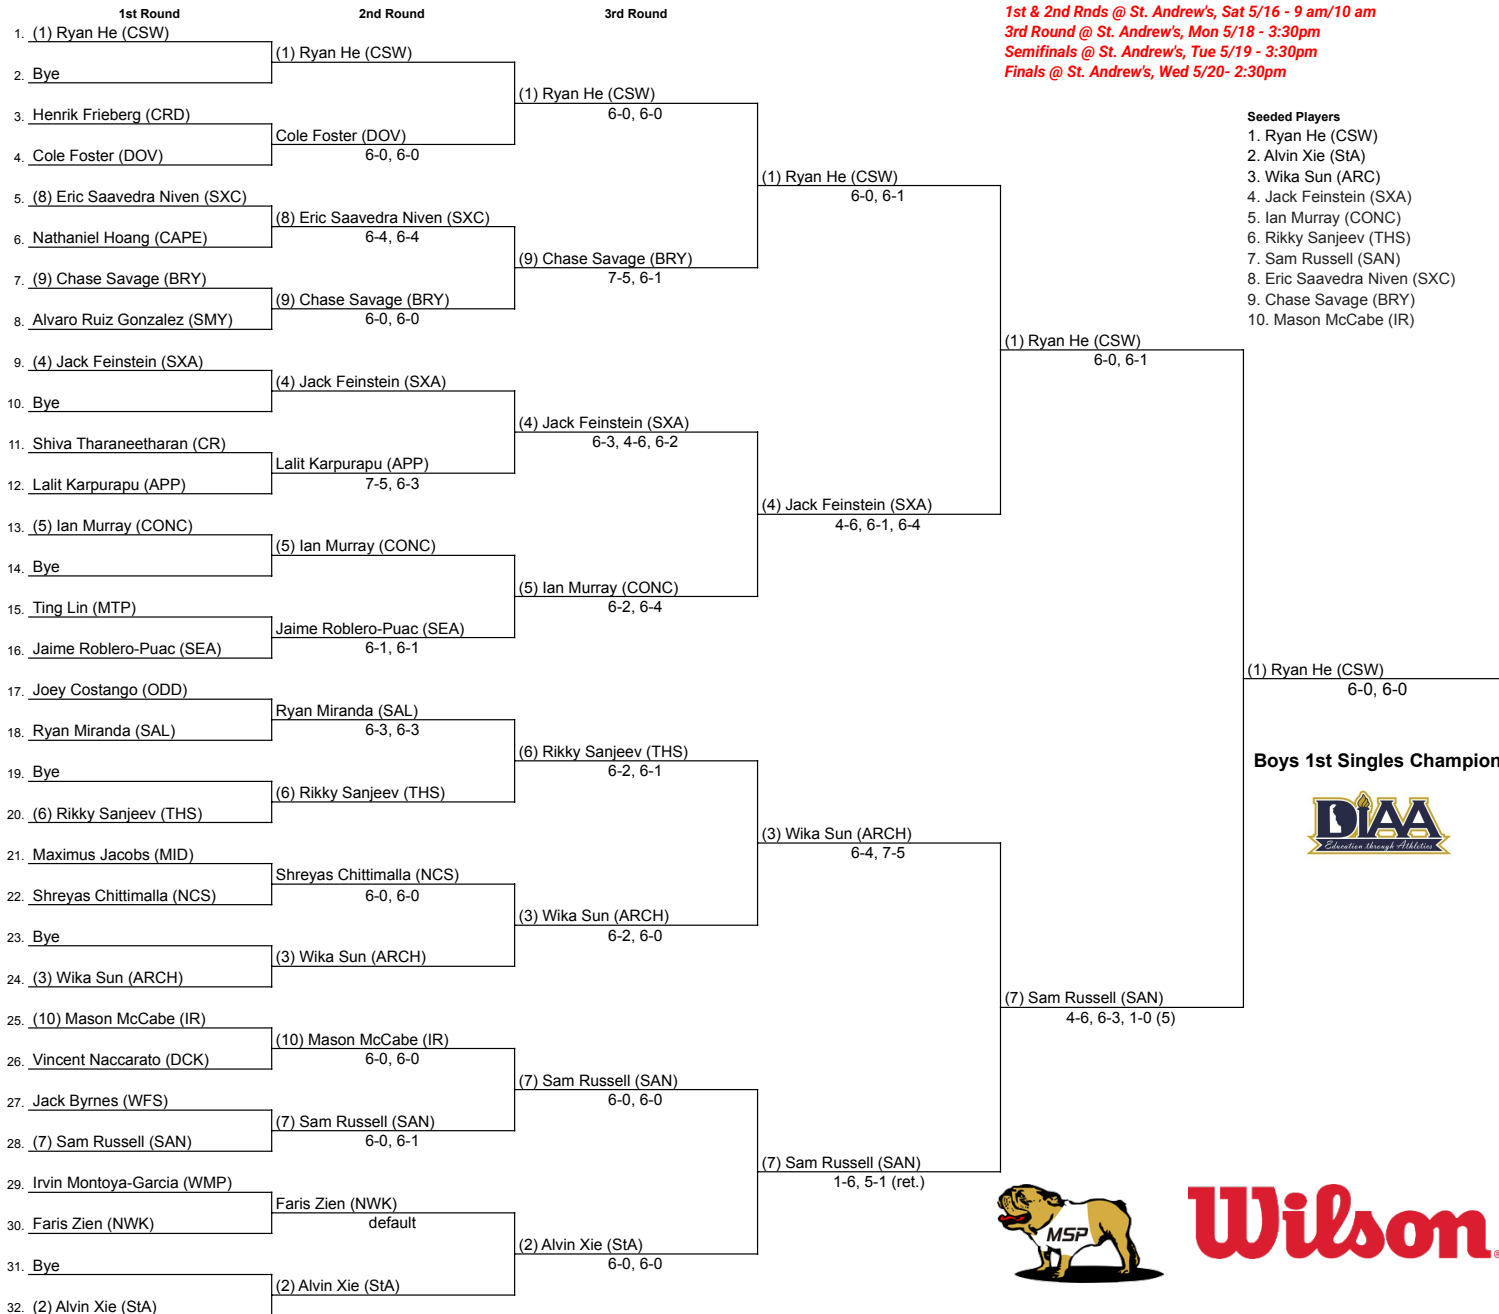 1st Round
2nd Round
3rd Round
1st & 2nd Rnds @ St. Andrew's, Sat 5/16 - 9 am/10 am
3rd Round @ St. Andrew's, Mon 5/18 - 3:30pm
Semifinals @ St. Andrew's, Tue 5/19 - 3:30pm
Finals @ St. Andrew's, Wed 5/20- 2:30pm
Seeded Players
1. Ryan He (CSW)
2. Alvin Xie (StA)
3. Wika Sun (ARC)
4. Jack Feinstein (SXA)
5. Ian Murray (CONC)
6. Rikky Sanjeev (THS)
7. Sam Russell (SAN)
8. Eric Saavedra Niven (SXC)
9. Chase Savage (BRY)
10. Mason McCabe (IR)
1. (1) Ryan He (CSW)
2. Bye
3. Henrik Frieberg (CRD)
4. Cole Foster (DOV)
5. (8) Eric Saavedra Niven (SXC)
6. Nathaniel Hoang (CAPE)
7. (9) Chase Savage (BRY)
8. Alvaro Ruiz Gonzalez (SMY)
9. (4) Jack Feinstein (SXA)
10. Bye
11. Shiva Tharaneetharan (CR)
12. Lalit Karpurapu (APP)
13. (5) Ian Murray (CONC)
14. Bye
15. Ting Lin (MTP)
16. Jaime Roblero-Puac (SEA)
17. Joey Costango (ODD)
18. Ryan Miranda (SAL)
19. Bye
20. (6) Rikky Sanjeev (THS)
21. Maximus Jacobs (MID)
22. Shreyas Chittimalla (NCS)
23. Bye
24. (3) Wika Sun (ARCH)
25. (10) Mason McCabe (IR)
26. Vincent Naccarato (DCK)
27. Jack Byrnes (WFS)
28. (7) Sam Russell (SAN)
29. Irvin Montoya-Garcia (WMP)
30. Faris Zien (NWK)
31. Bye
32. (2) Alvin Xie (StA)
(1) Ryan He (CSW)
Cole Foster (DOV)
6-0, 6-0
(8) Eric Saavedra Niven (SXC)
6-4, 6-4
(9) Chase Savage (BRY)
6-0, 6-0
(4) Jack Feinstein (SXA)
Lalit Karpurapu (APP)
7-5, 6-3
(5) Ian Murray (CONC)
Jaime Roblero-Puac (SEA)
6-1, 6-1
Ryan Miranda (SAL)
6-3, 6-3
(6) Rikky Sanjeev (THS)
Shreyas Chittimalla (NCS)
6-0, 6-0
(3) Wika Sun (ARCH)
(10) Mason McCabe (IR)
6-0, 6-0
(7) Sam Russell (SAN)
6-0, 6-1
Faris Zien (NWK)
default
(2) Alvin Xie (StA)
(1) Ryan He (CSW)
6-0, 6-0
(9) Chase Savage (BRY)
7-5, 6-1
(4) Jack Feinstein (SXA)
6-3, 4-6, 6-2
(5) Ian Murray (CONC)
6-2, 6-4
(6) Rikky Sanjeev (THS)
6-2, 6-1
(3) Wika Sun (ARCH)
6-2, 6-0
(7) Sam Russell (SAN)
6-0, 6-0
(2) Alvin Xie (StA)
6-0, 6-0
(1) Ryan He (CSW)
6-0, 6-1
(4) Jack Feinstein (SXA)
4-6, 6-1, 6-4
(3) Wika Sun (ARCH)
6-4, 7-5
(7) Sam Russell (SAN)
1-6, 5-1 (ret.)
(1) Ryan He (CSW)
6-0, 6-1
(7) Sam Russell (SAN)
4-6, 6-3, 1-0 (5)
(1) Ryan He (CSW)
6-0, 6-0
Boys 1st Singles Champion
DIAA
Education through Athletics
MSP
Wilson